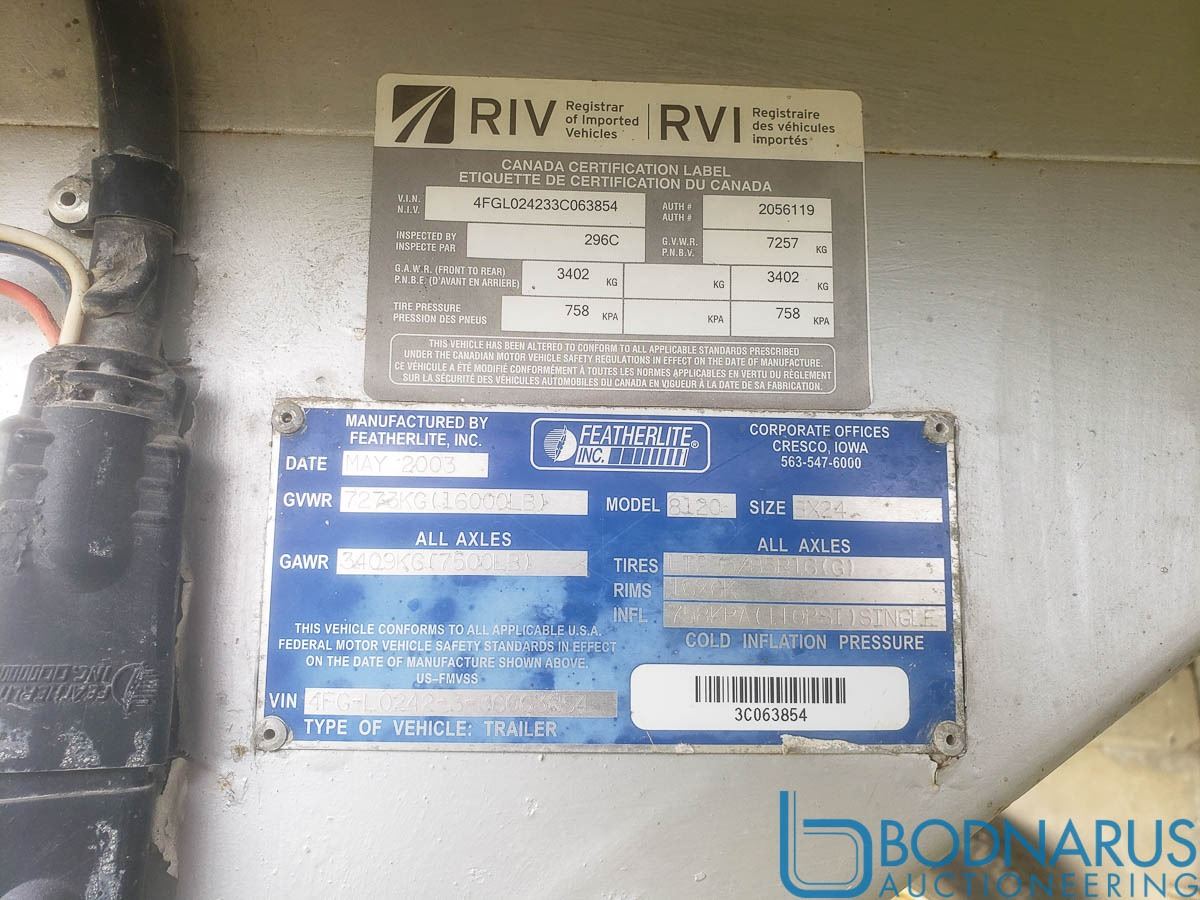 RIV Registrar of Imported Vehicles | RVI Registraire des véhicules importés
CANADA CERTIFICATION LABEL
ETIQUETTE DE CERTIFICATION DU CANADA
V.I.N. N.I.V. 4FGL024233C063854 AUTH # AUTH # 2056119
INSPECTED BY INSPECTE PAR 296C G.V.W.R. P.N.B.V. 7257 KG
G.A.W.R. (FRONT TO REAR) P.N.B.E. (D'AVANT EN ARRIERE) 3402 KG KG 3402 KG
TIRE PRESSURE PRESSION DES PNEUS 758 KPA KPA 758 KPA
THIS VEHICLE HAS BEEN ALTERED TO CONFORM TO ALL APPLICABLE STANDARDS PRESCRIBED
UNDER THE CANADIAN MOTOR VEHICLE SAFETY REGULATIONS IN EFFECT ON THE DATE OF MANUFACTURE.
CE VÉHICULE A ÉTÉ MODIFIÉ CONFORMÉMENT À TOUTES LES NORMES APPLICABLES EN VERTU DU RÈGLEMENT
SUR LA SÉCURITÉ DES VÉHICULES AUTOMOBILES DU CANADA EN VIGUEUR À LA DATE DE SA FABRICATION.
MANUFACTURED BY
FEATHERLITE, INC.
FEATHERLITE®
INC.
CORPORATE OFFICES
CRESCO, IOWA
563-547-6000
DATE MAY 2003
GVWR 7273KG(16000LB) MODEL 8120 SIZE
ALL AXLES
GAWR 3409KG(7500LB)
ALL AXLES
TIRES
RIMS
INFL 758KPA(110PSI)SINGLE
COLD INFLATION PRESSURE
THIS VEHICLE CONFORMS TO ALL APPLICABLE U.S.A.
FEDERAL MOTOR VEHICLE SAFETY STANDARDS IN EFFECT
ON THE DATE OF MANUFACTURE SHOWN ABOVE.
US-FMVSS
VIN
TYPE OF VEHICLE: TRAILER
3C063854
FEATHERLITE
INC.
BODNARUS
AUCTIONEERING